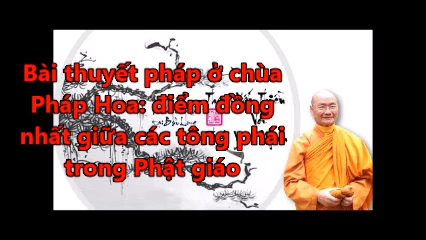 Bài thuyết pháp ở chùa
Pháp Hoa: điểm đồng
nhất giữa các tông phái
trong Phật giáo